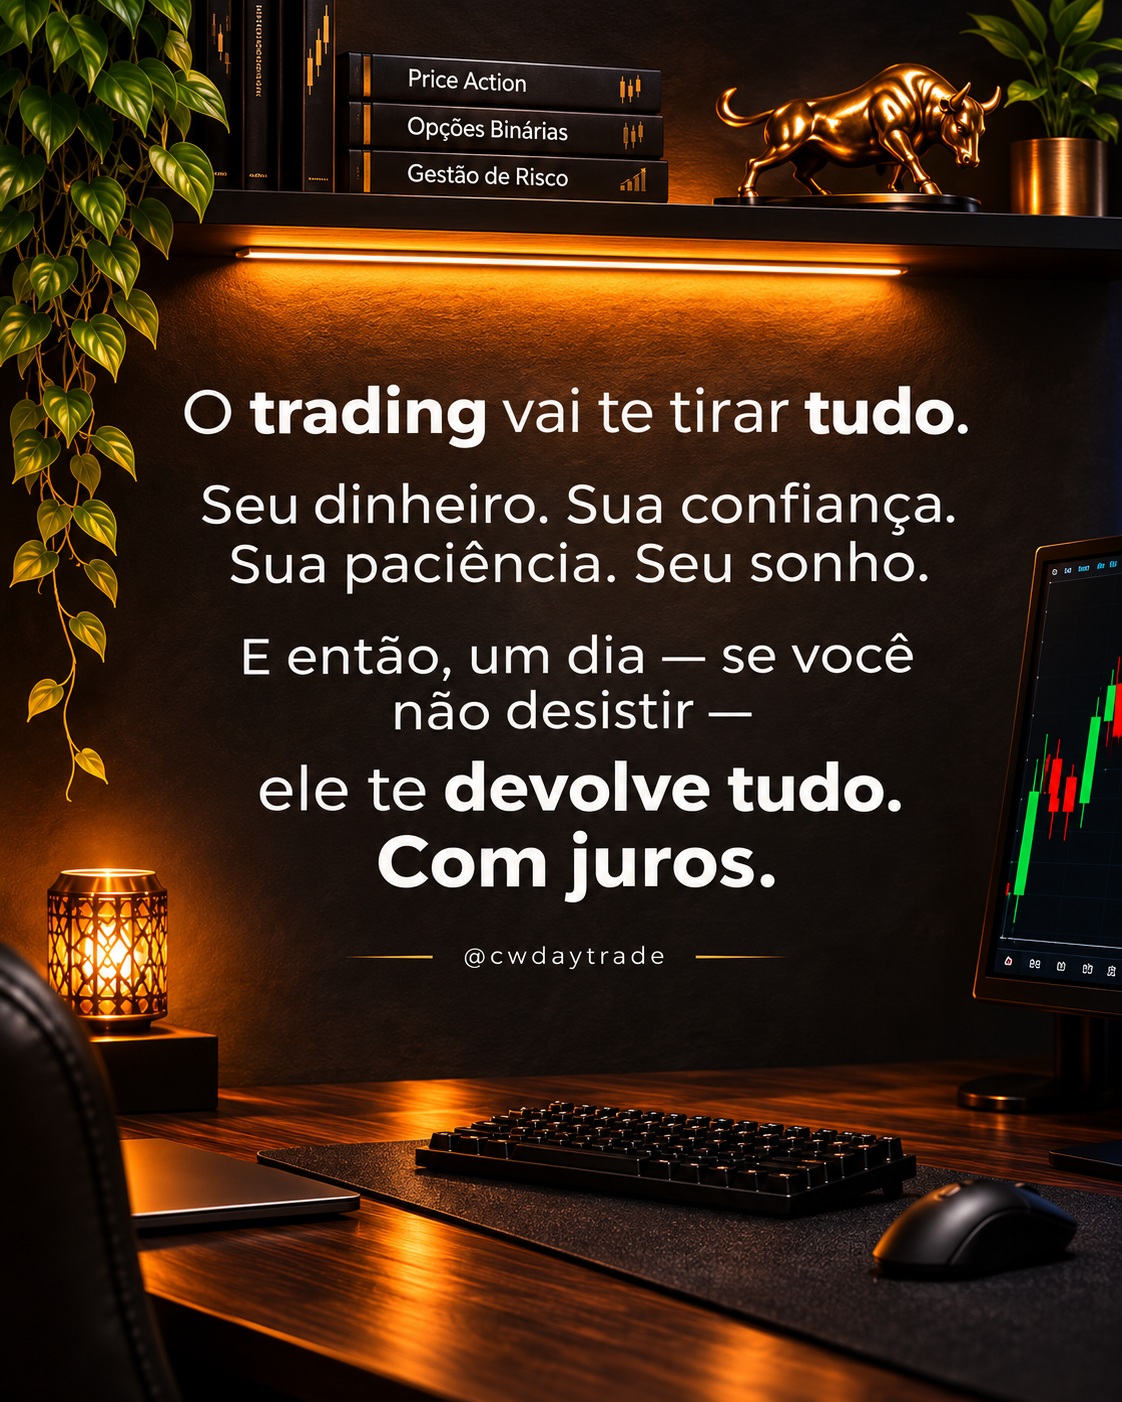 Price Action
Opções Binárias
Gestão de Risco
O trading vai te tirar tudo.
Seu dinheiro. Sua confiança.
Sua paciência. Seu sonho.
E então, um dia — se você
não desistir —
ele te devolve tudo.
Com juros.
@cwdaytrade